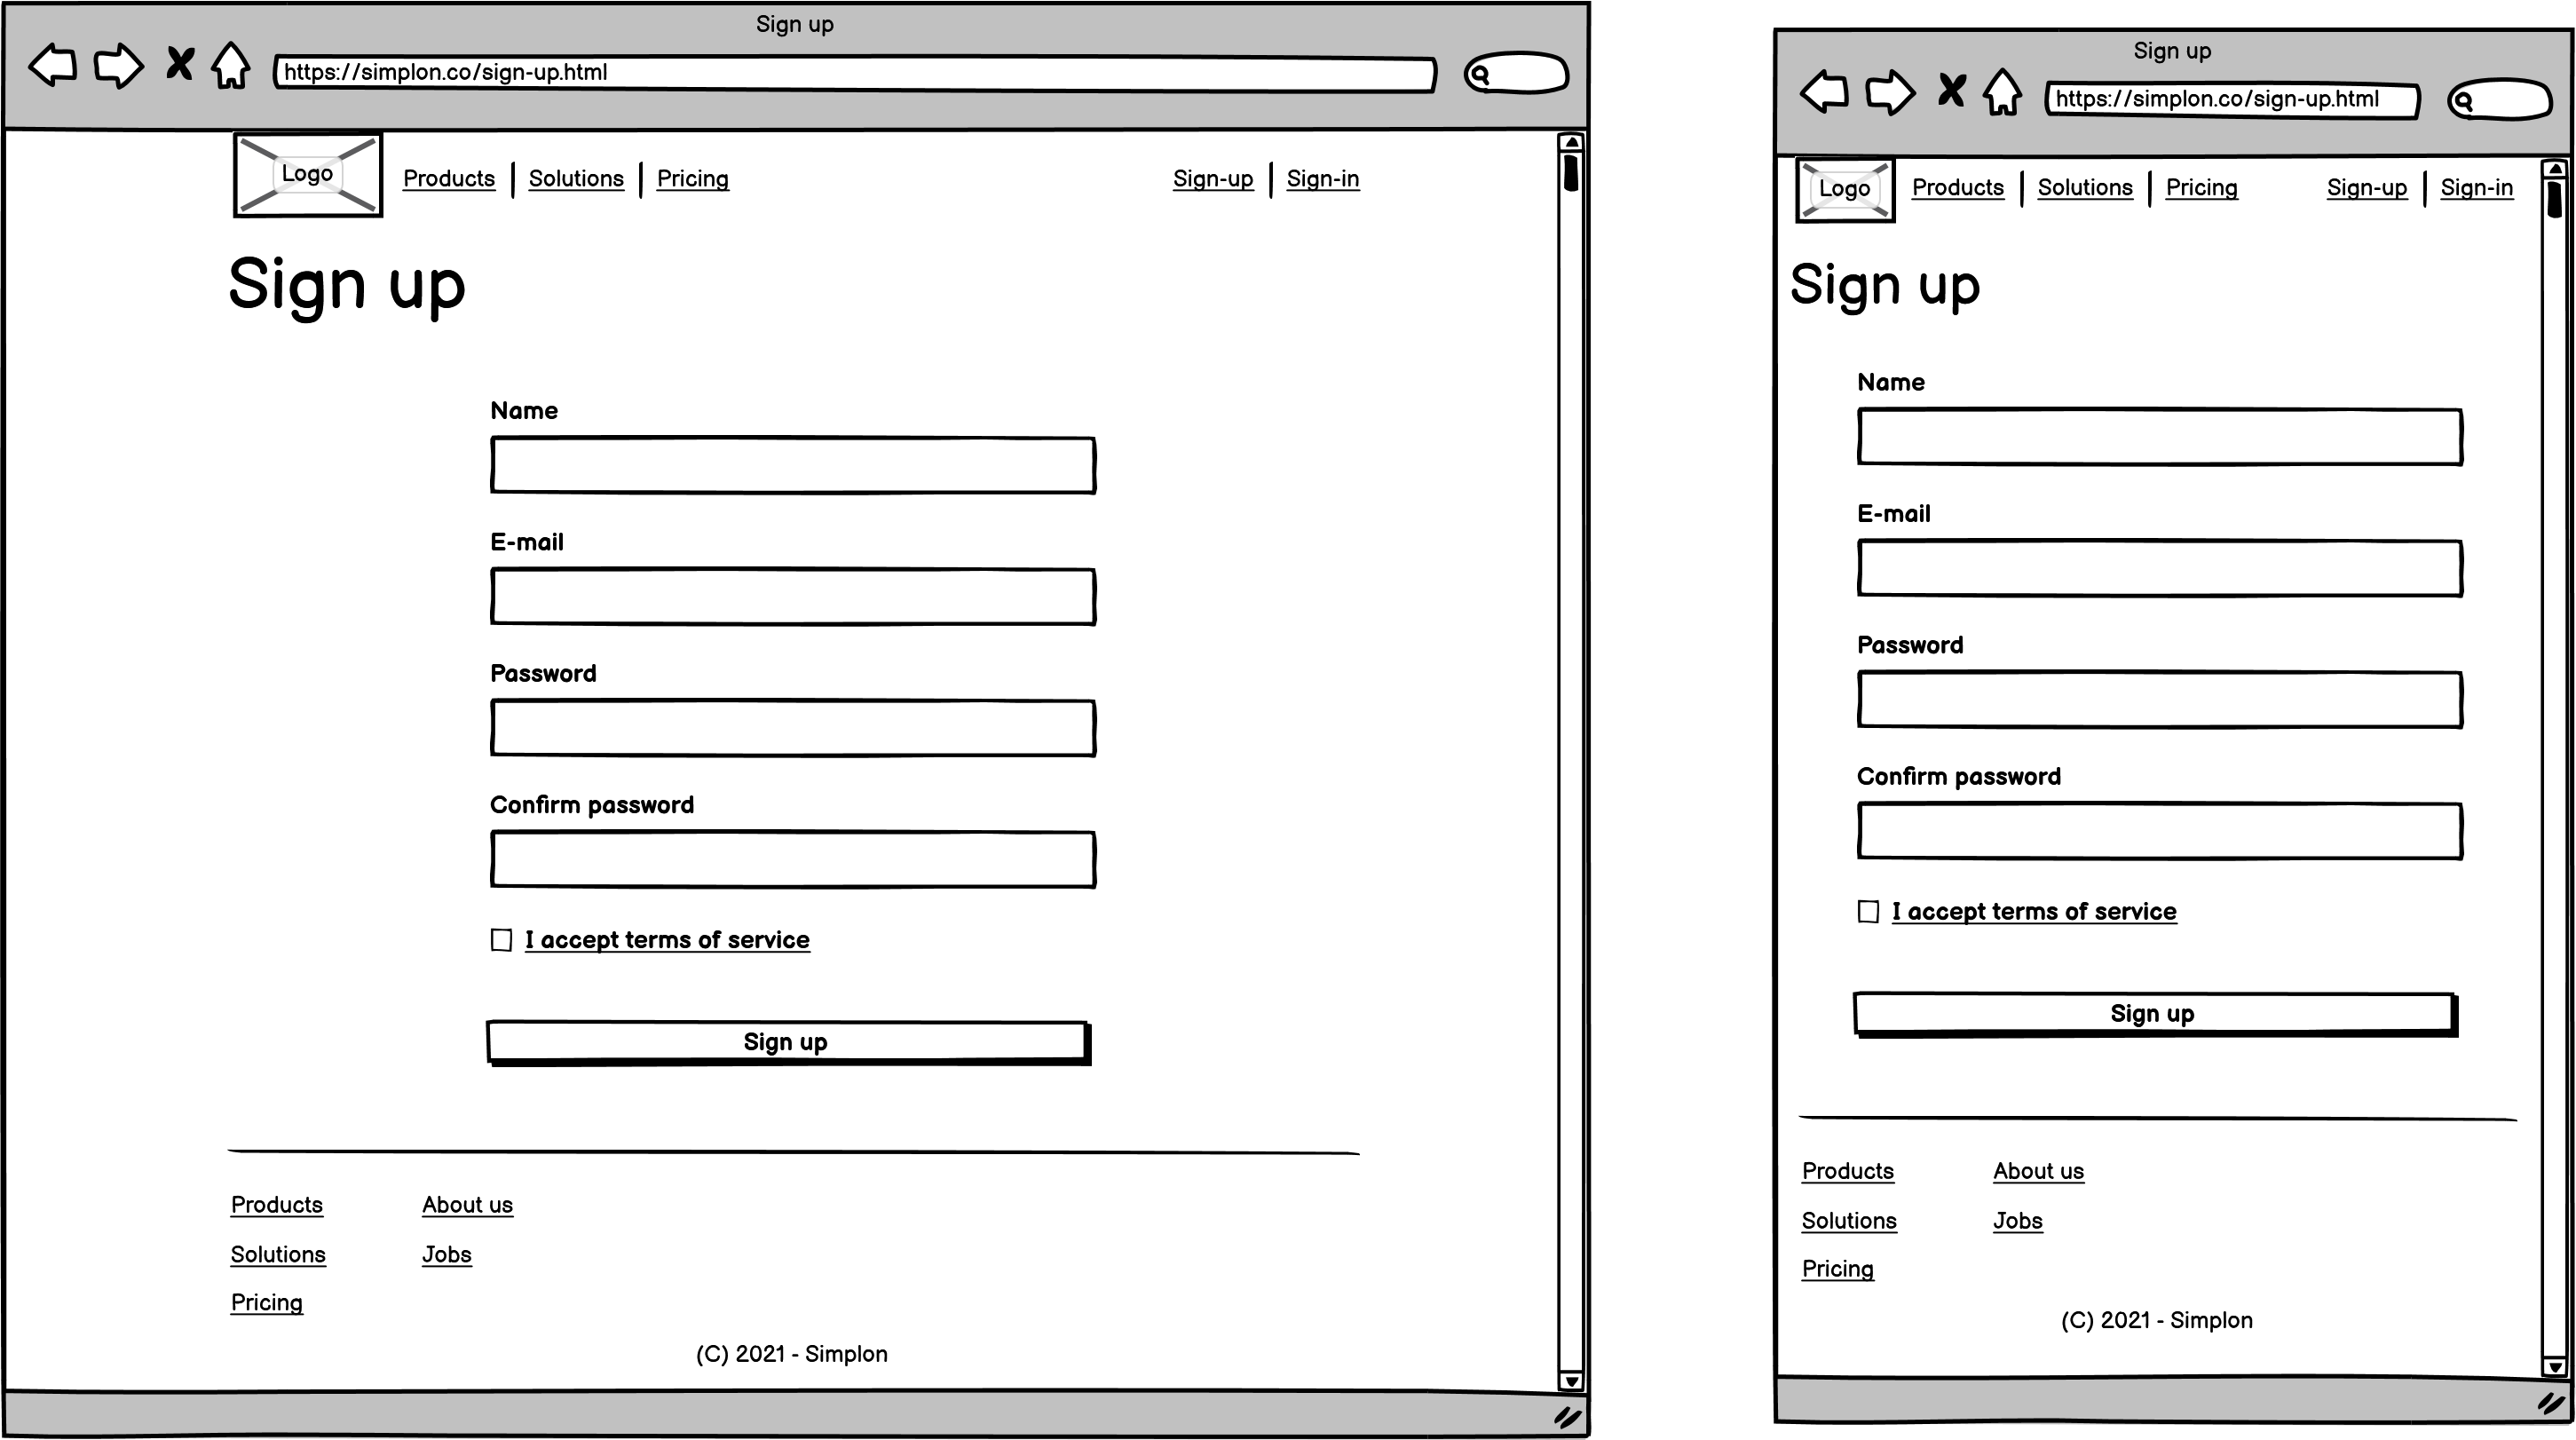 Sign up
https://simplon.co/sign-up.html
Logo Products Solutions Pricing Sign-up Sign-in
Sign up
Name
E-mail
Password
Confirm password
I accept terms of service
Sign up
Products About us
Solutions Jobs
Pricing
(C) 2021 - Simplon
Sign up
https://simplon.co/sign-up.html
Logo Products Solutions Pricing Sign-up Sign-in
Sign up
Name
E-mail
Password
Confirm password
I accept terms of service
Sign up
Products About us
Solutions Jobs
Pricing
(C) 2021 - Simplon